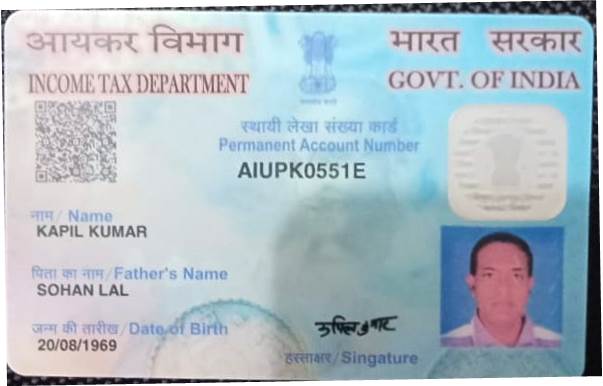 आयकर विभाग
भारत सरकार
INCOME TAX DEPARTMENT
GOVT. OF INDIA
स्थायी लेखा संख्या कार्ड
Permanent Account Number
AIUPK0551E
नाम / Name
KAPIL KUMAR
पिता का नाम / Father's Name
SOHAN LAL
जन्म की तारीख / Date of Birth
20/08/1969
हस्ताक्षर / Singature